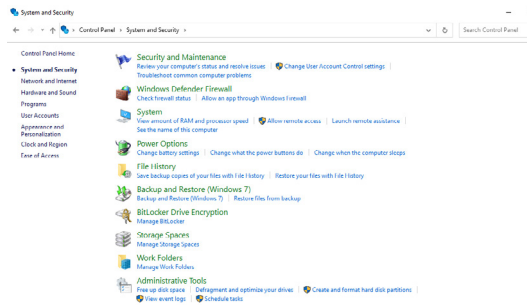 System and Security
Control Panel > System and Security >
Search Control Panel
Control Panel Home
System and Security
Network and Internet
Hardware and Sound
Programs
User Accounts
Appearance and
Personalization
Clock and Region
Ease of Access
Security and Maintenance
Review your computer's status and resolve issues | Change User Account Control settings |
Troubleshoot common computer problems
Windows Defender Firewall
Check firewall status | Allow an app through Windows Firewall
System
View amount of RAM and processor speed | Allow remote access | Launch remote assistance |
See the name of this computer
Power Options
Change battery settings | Change what the power buttons do | Change when the computer sleeps
File History
Save backup copies of your files with File History | Restore your files with File History
Backup and Restore (Windows 7)
Backup and Restore (Windows 7) | Restore files from backup
BitLocker Drive Encryption
Manage BitLocker
Storage Spaces
Manage Storage Spaces
Work Folders
Manage Work Folders
Administrative Tools
Free up disk space | Defragment and optimize your drives | Create and format hard disk partitions |
View event logs | Schedule tasks